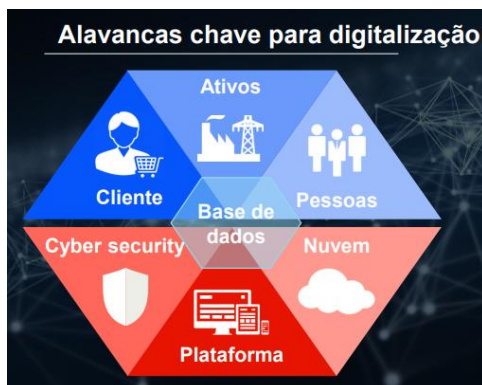 Alavancas chave para digitalização
Ativos
Cliente
Pessoas
Base de
dados
Cyber security
Nuvem
Plataforma